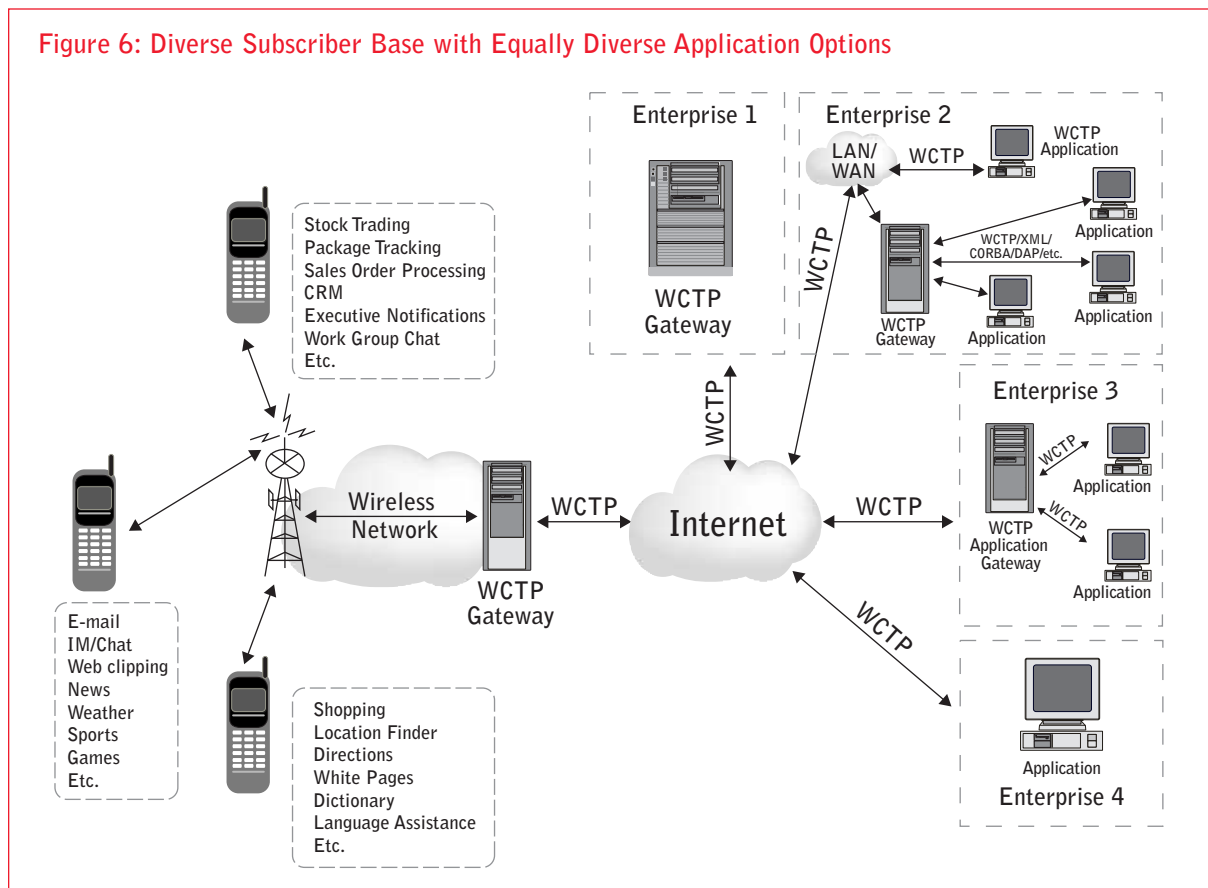 Figure 6: Diverse Subscriber Base with Equally Diverse Application Options
Stock Trading
Package Tracking
Sales Order Processing
CRM
Executive Notifications
Work Group Chat
Etc.
E-mail
IM/Chat
Web clipping
News
Weather
Sports
Games
Etc.
Shopping
Location Finder
Directions
White Pages
Dictionary
Language Assistance
Etc.
Wireless
Network
WCTP
Gateway
WCTP
Internet
Enterprise 1
WCTP
Gateway
WCTP
Enterprise 2
LAN/
WAN
WCTP
WCTP
Application
Application
WCTP/XML/
CORBA/DAP/etc.
Application
Application
WCTP
Gateway
WCTP
WCTP
Enterprise 3
WCTP
Application
WCTP
Application
WCTP
Application
Gateway
WCTP
Application
Enterprise 4